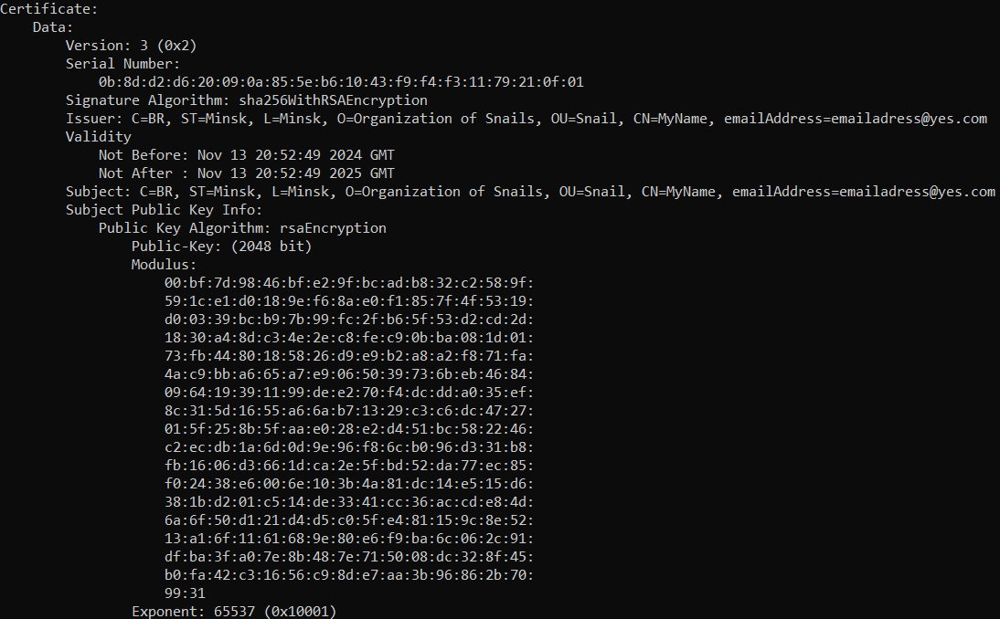 Certificate:
    Data:
        Version: 3 (0x2)
        Serial Number:
            0b:8d:d2:d6:20:09:0a:85:5e:b6:10:43:f9:f4:f3:11:79:21:0f:01
        Signature Algorithm: sha256WithRSAEncryption
        Issuer: C=BR, ST=Minsk, L=Minsk, O=Organization of Snails, OU=Snail, CN=MyName, emailAddress=emailadress@yes.com
        Validity
            Not Before: Nov 13 20:52:49 2024 GMT
            Not After : Nov 13 20:52:49 2025 GMT
        Subject: C=BR, ST=Minsk, L=Minsk, O=Organization of Snails, OU=Snail, CN=MyName, emailAddress=emailadress@yes.com
        Subject Public Key Info:
            Public Key Algorithm: rsaEncryption
                Public-Key: (2048 bit)
                Modulus:
                    00:bf:7d:98:46:bf:e2:9f:bc:ad:b8:32:c2:58:9f:
                    59:1c:e1:d0:18:9e:f6:8a:e0:f1:85:7f:4f:53:19:
                    d0:03:39:bc:b9:7b:99:fc:2f:b6:5f:53:d2:cd:2d:
                    18:30:a4:8d:c3:4e:2e:c8:fe:c9:0b:ba:08:1d:01:
                    73:fb:44:80:18:58:26:d9:e9:b2:a8:a2:f8:71:fa:
                    4a:c9:bb:a6:65:a7:e9:06:50:39:73:6b:eb:46:84:
                    09:64:19:39:11:99:de:e2:70:f4:dc:dd:a0:35:ef:
                    8c:31:5d:16:55:a6:6a:b7:13:29:c3:c6:dc:47:27:
                    01:5f:25:8b:5f:aa:e0:28:e2:d4:51:bc:58:22:46:
                    c2:ec:db:1a:6d:0d:9e:96:f8:6c:b0:96:d3:31:b8:
                    fb:16:06:d3:66:1d:ca:2e:5f:bd:52:da:77:ec:85:
                    f0:24:38:e6:00:6e:10:3b:4a:81:dc:14:e5:15:d6:
                    38:1b:d2:01:c5:14:de:33:41:cc:36:ac:cd:e8:4d:
                    6a:6f:50:d1:21:d4:d5:c0:5f:e4:81:15:9c:8e:52:
                    13:a1:6f:11:61:68:9e:80:e6:f9:ba:6c:06:2c:91:
                    df:ba:3f:a0:7e:8b:48:7e:71:50:08:dc:32:8f:45:
                    b0:fa:42:c3:16:56:c9:8d:e7:aa:3b:96:86:2b:70:
                    99:31
                Exponent: 65537 (0x10001)